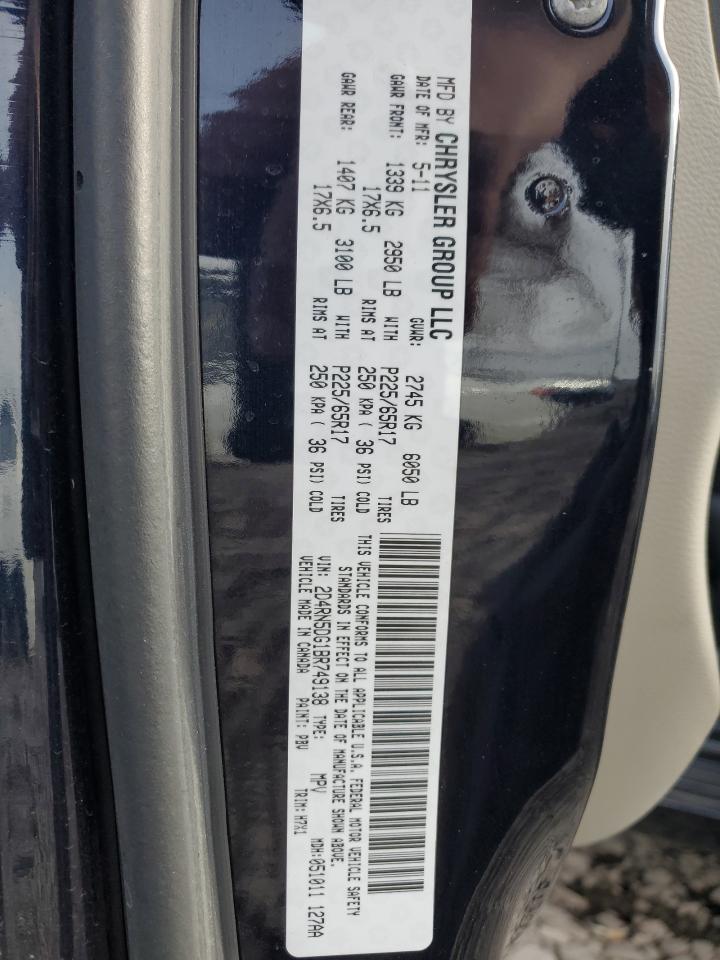 MFD BY CHRYSLER GROUP LLC
DATE OF MFR: 5-11 GVWR: 2745 KG 6050 LB
GAWR FRONT: 1339 KG 2950 LB WITH P225/65R17 TIRES
17X6.5 RIMS AT 250 KPA ( 36 PSI) COLD
GAWR REAR: 1407 KG 3100 LB WITH P225/65R17 TIRES
17X6.5 RIMS AT 250 KPA ( 36 PSI) COLD
THIS VEHICLE CONFORMS TO ALL APPLICABLE U.S.A. FEDERAL MOTOR VEHICLE SAFETY
STANDARDS IN EFFECT ON THE DATE OF MANUFACTURE SHOWN ABOVE.
VIN: 2D4RN5DG1BR749138 TYPE: MPV MDH:051011 127AA
VEHICLE MADE IN CANADA PAINT: PBV TRIM: H7X1